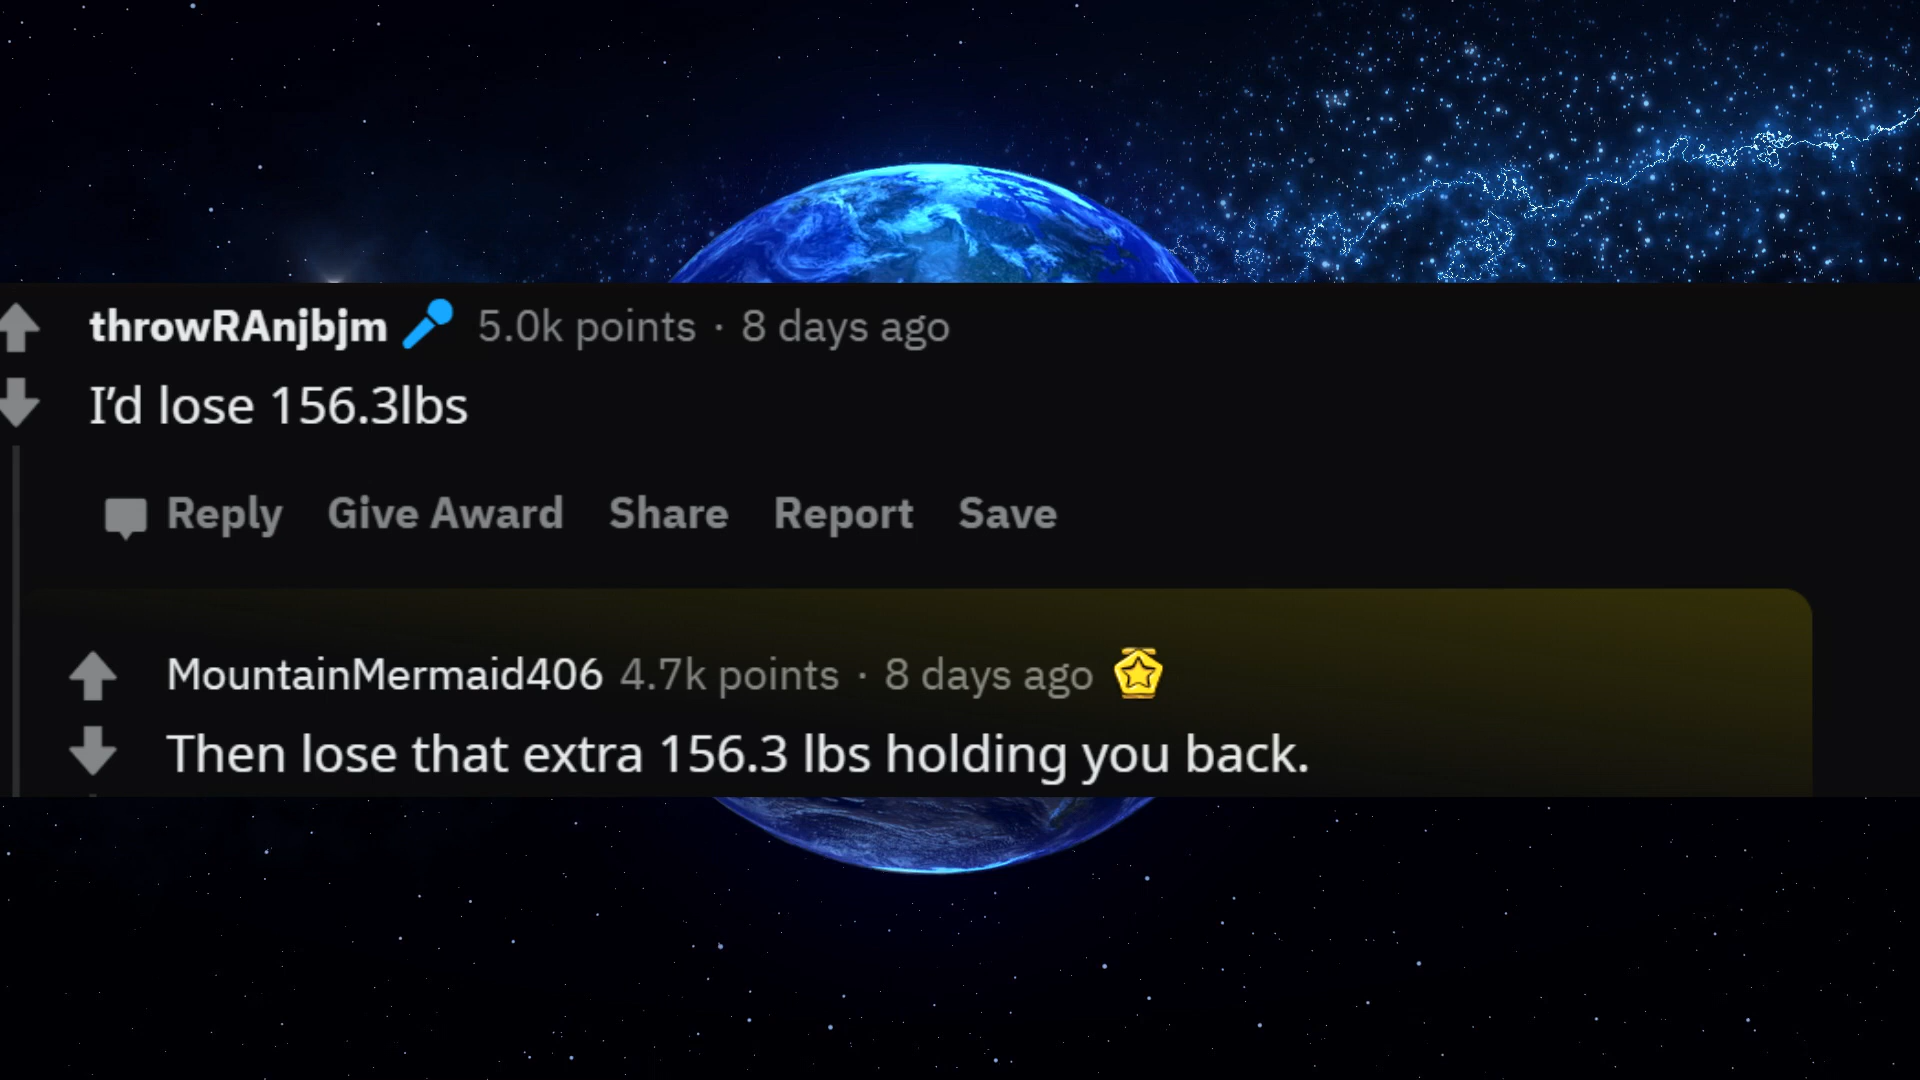 throwRAnjbjm 5.0k points · 8 days ago
I’d lose 156.3lbs
Reply Give Award Share Report Save
MountainMermaid406 4.7k points · 8 days ago
Then lose that extra 156.3 lbs holding you back.